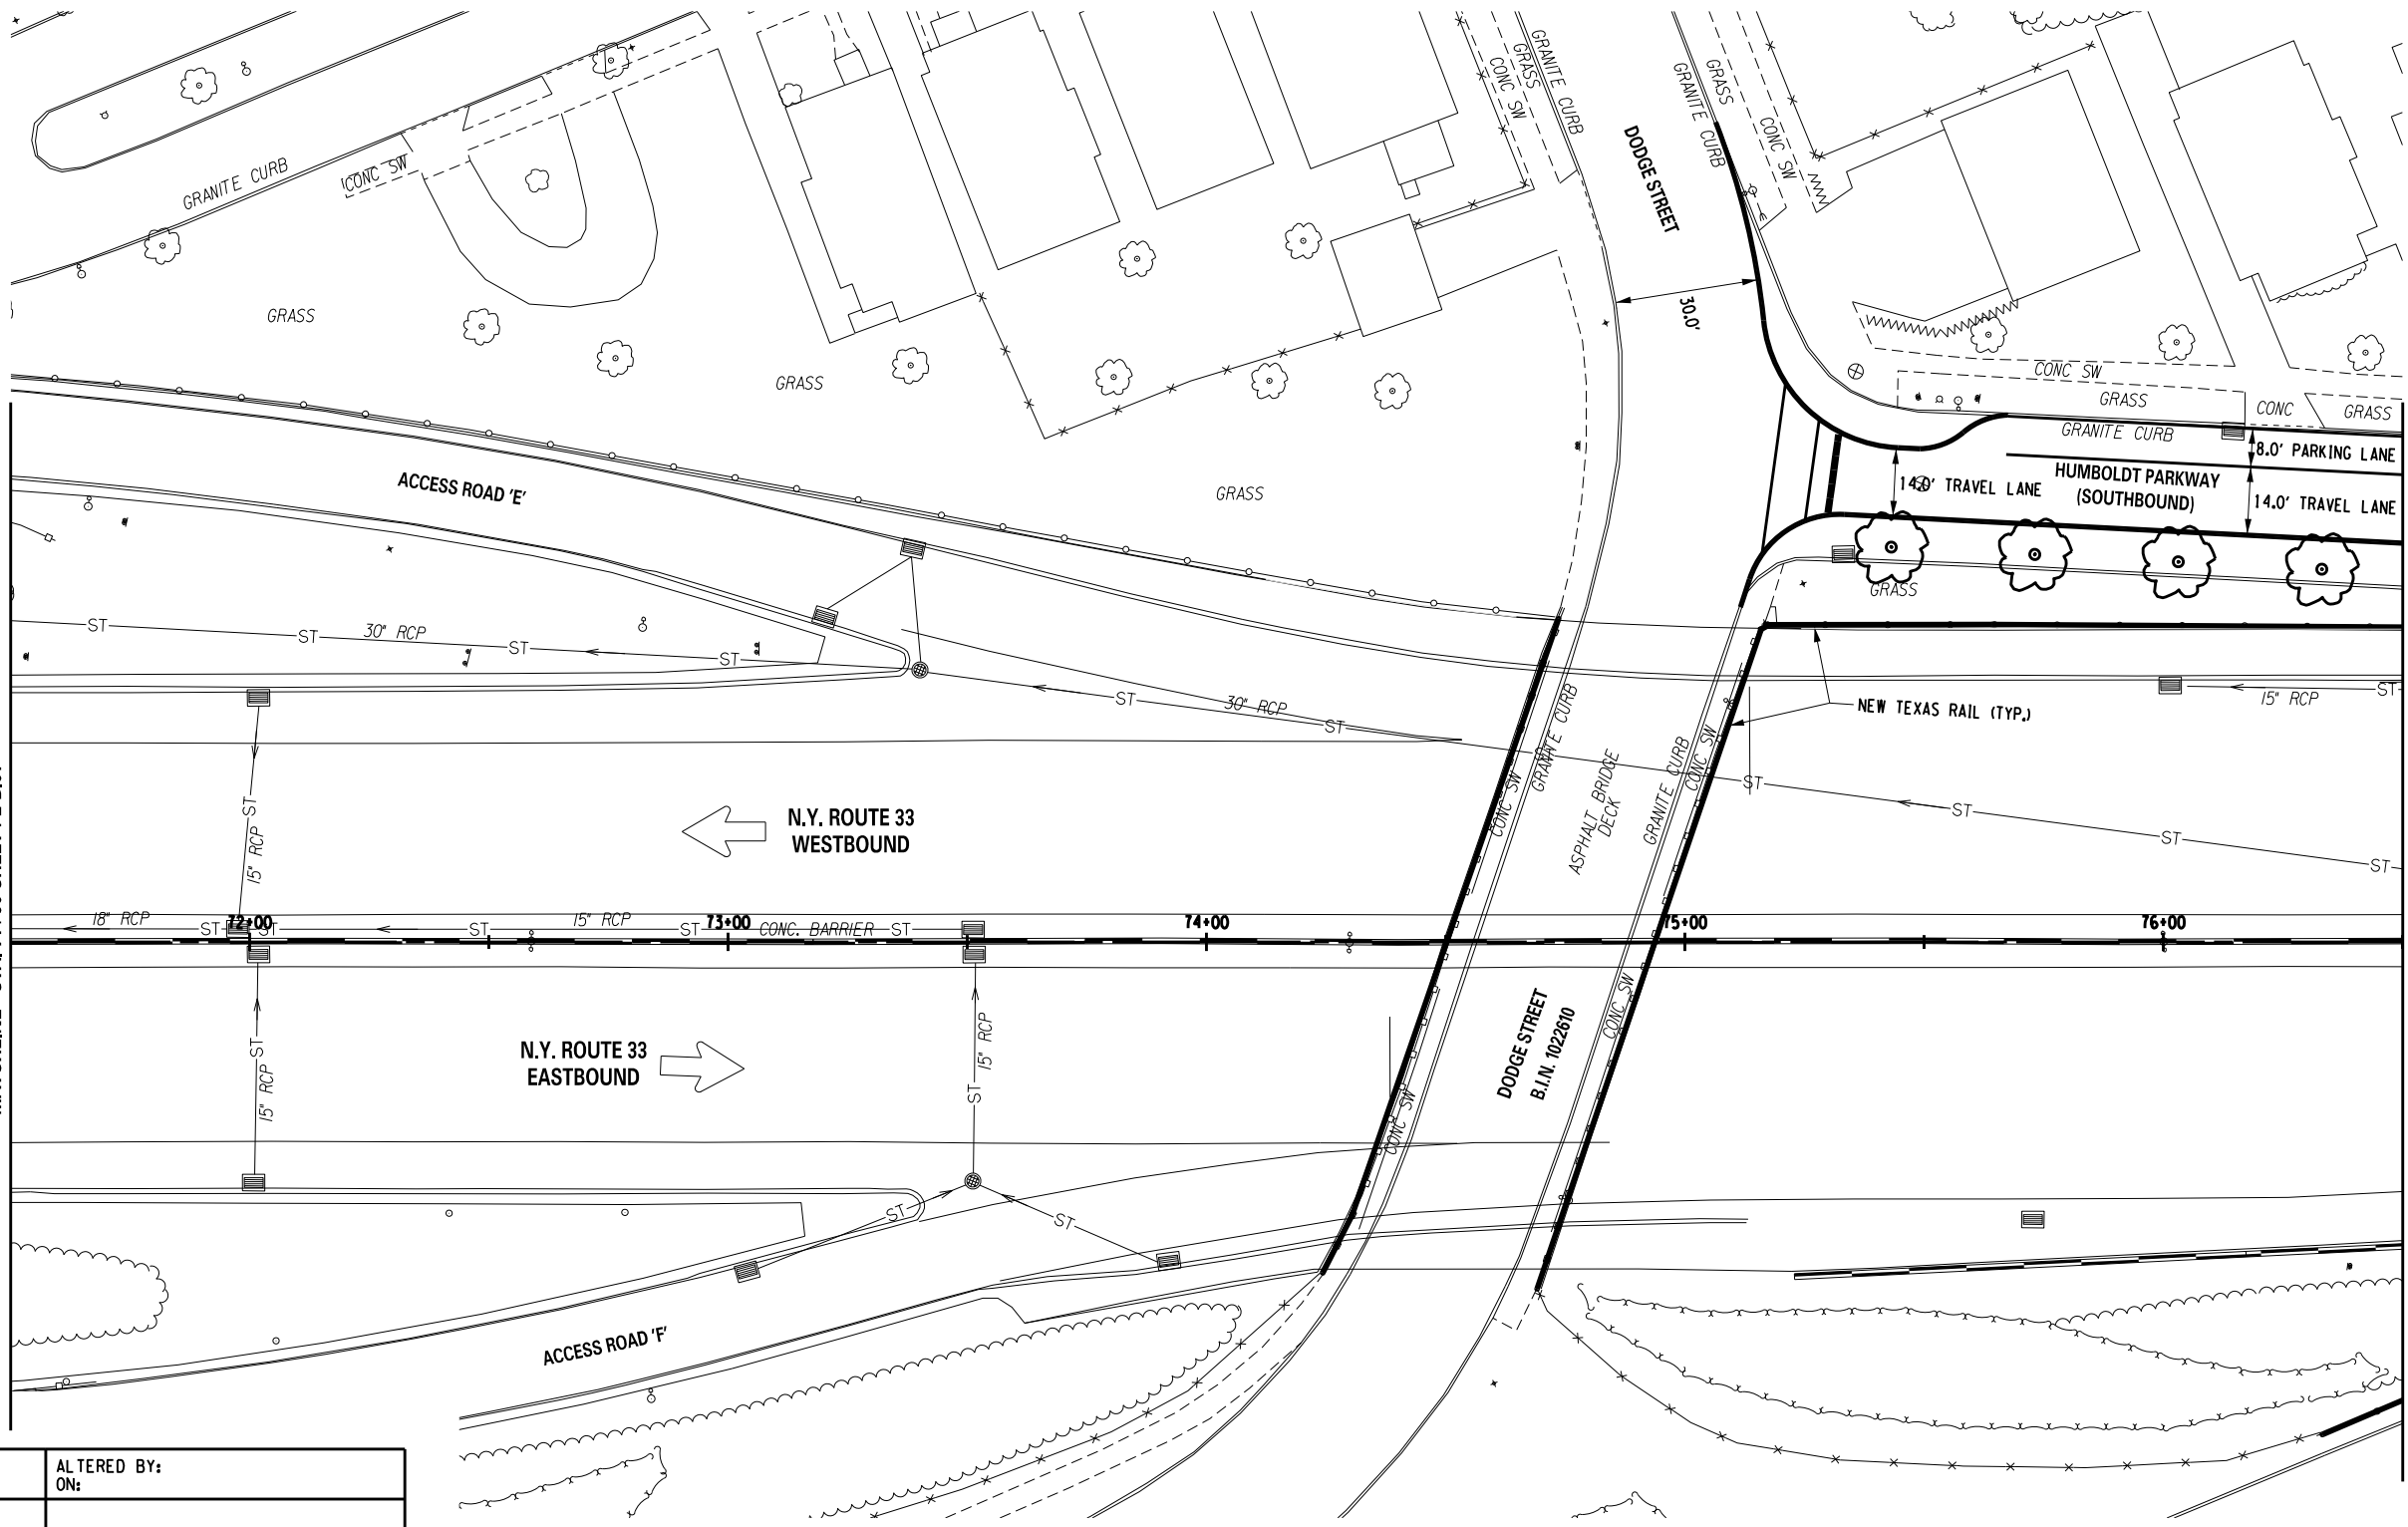 GRANITE CURB
CONC SW
GRASS
GRASS
GRASS
CONC SW
GRASS
GRANITE CURB
DODGE STREET
GRANITE CURB
GRASS
CONC SW
30.0'
CONC SW
GRASS
CONC
GRASS
GRANITE CURB
8.0' PARKING LANE
HUMBOLDT PARKWAY
(SOUTHBOUND)
14.0' TRAVEL LANE
14.0' TRAVEL LANE
GRASS
ACCESS ROAD 'E'
ST
ST
30" RCP
ST
ST
ST
30" RCP
ST
NEW TEXAS RAIL (TYP.)
15" RCP
ST
CONC SW
GRANITE CURB
ASPHALT BRIDGE
DECK
GRANITE CURB
CONC SW
ST
ST
ST
ST
N.Y. ROUTE 33
WESTBOUND
ST
15" RCP
18" RCP
ST
72+00
ST
ST
15" RCP
ST
73+00
CONC. BARRIER
ST
74+00
75+00
76+00
N.Y. ROUTE 33
EASTBOUND
ST
15" RCP
ST
15" RCP
CONC SW
DODGE STREET
B.I.N. 1022610
CONC SW
ST
ST
ACCESS ROAD 'F'
ALTERED BY:
ON: